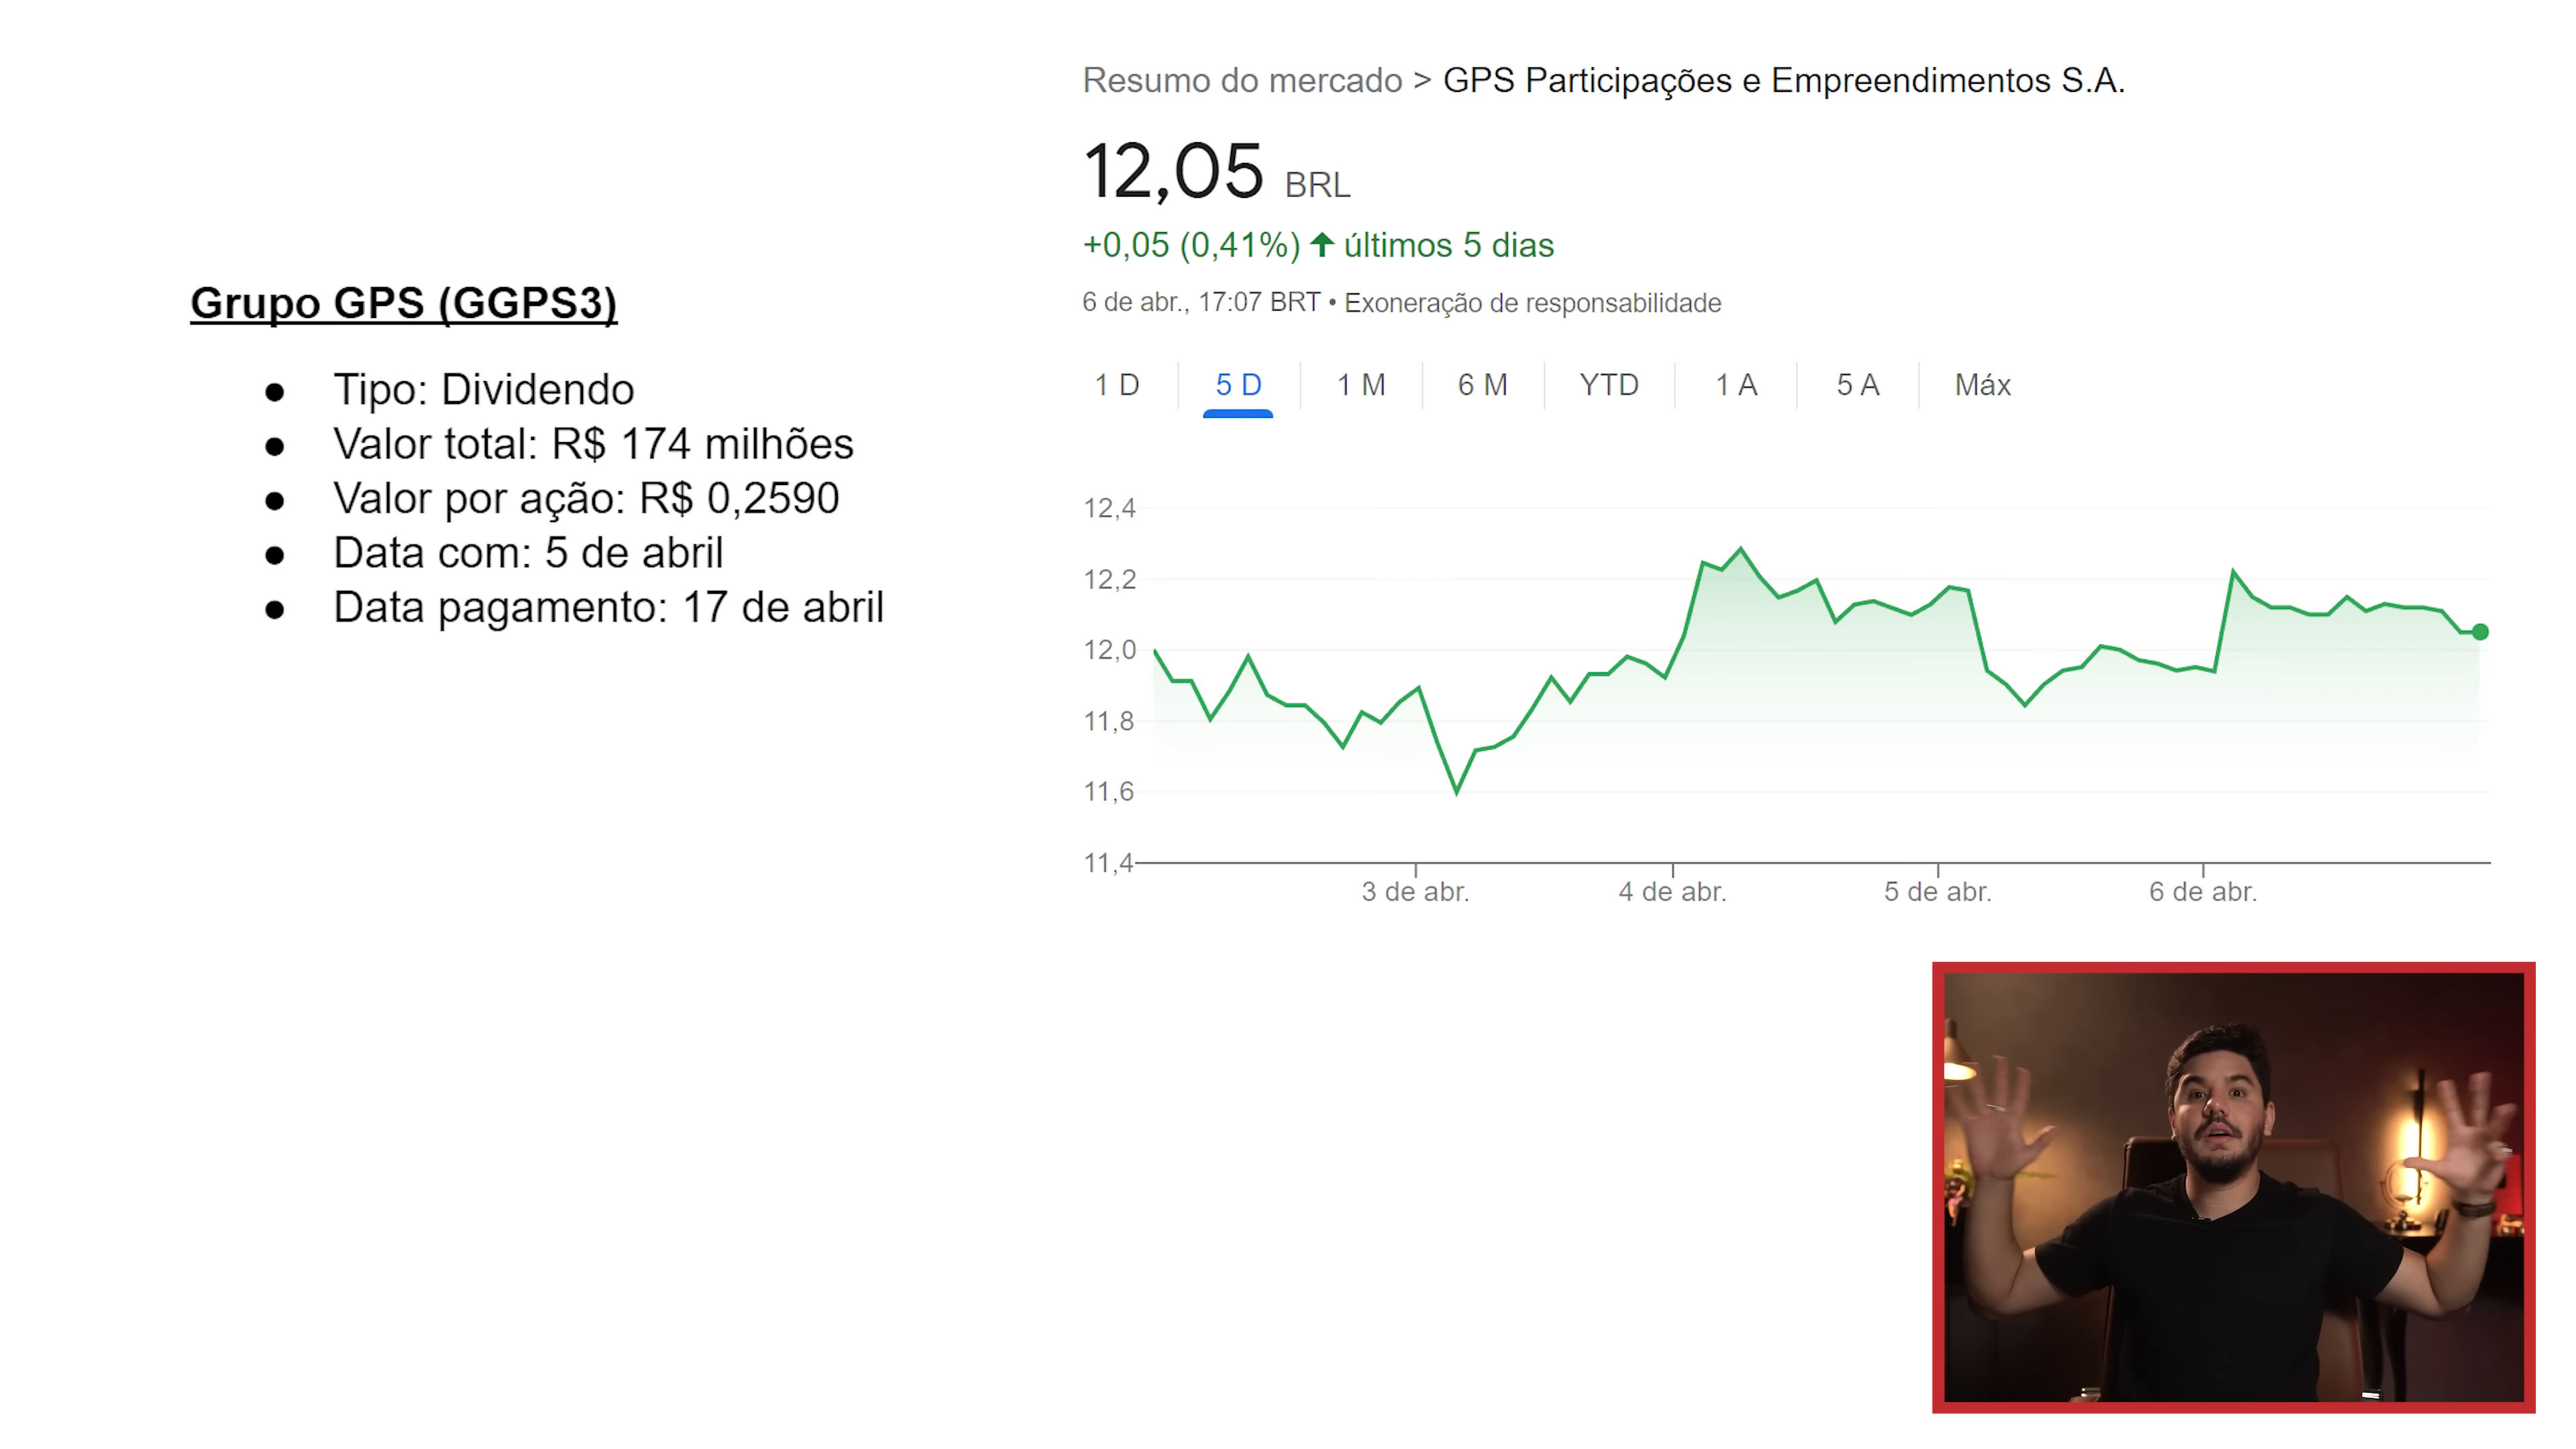 Grupo GPS (GGPS3)
● Tipo: Dividendo
● Valor total: R$ 174 milhões
● Valor por ação: R$ 0,2590
● Data com: 5 de abril
● Data pagamento: 17 de abril
Resumo do mercado > GPS Participações e Empreendimentos S.A.
12,05 BRL
+0,05 (0,41%) ↑ últimos 5 dias
6 de abr., 17:07 BRT • Exoneração de responsabilidade
1 D 5 D 1 M 6 M YTD 1 A 5 A Máx
12,4
12,2
12,0
11,8
11,6
11,4
3 de abr. 4 de abr. 5 de abr. 6 de abr.